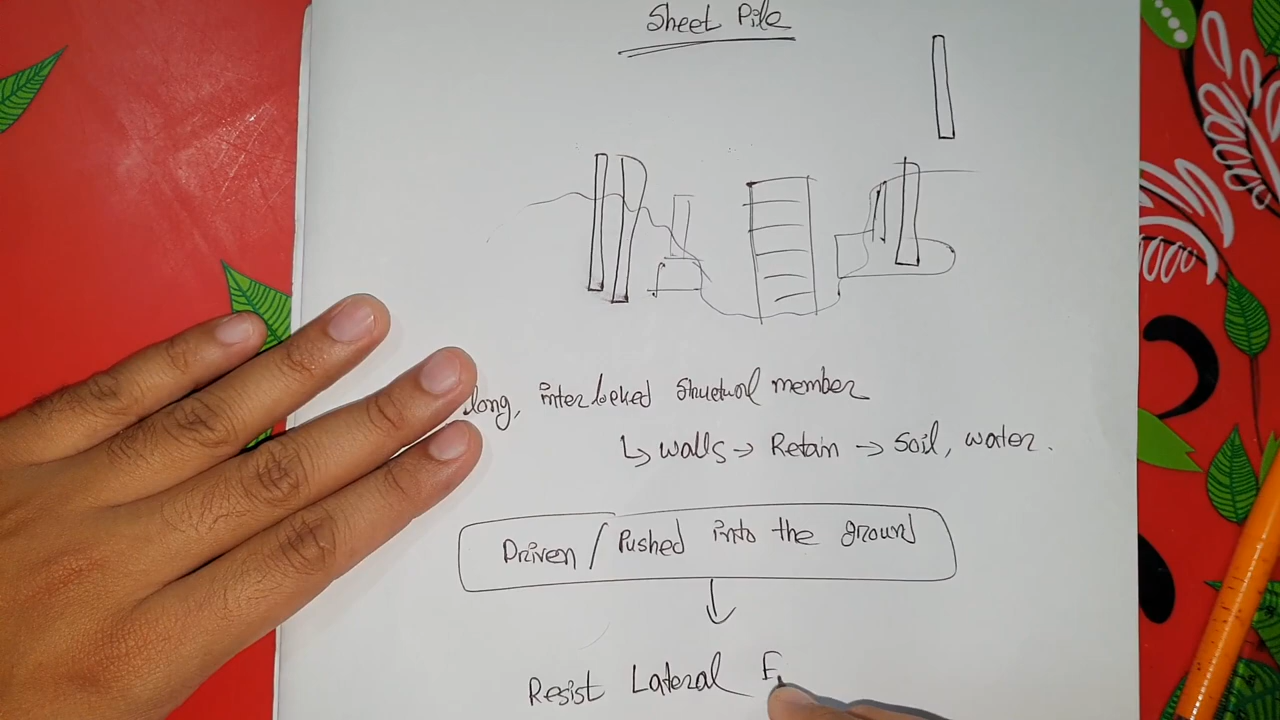 Sheet Pile
long, interlocked structural member
↳ walls → Retain → Soil, water.
Driven / Pushed into the ground
Resist Lateral F